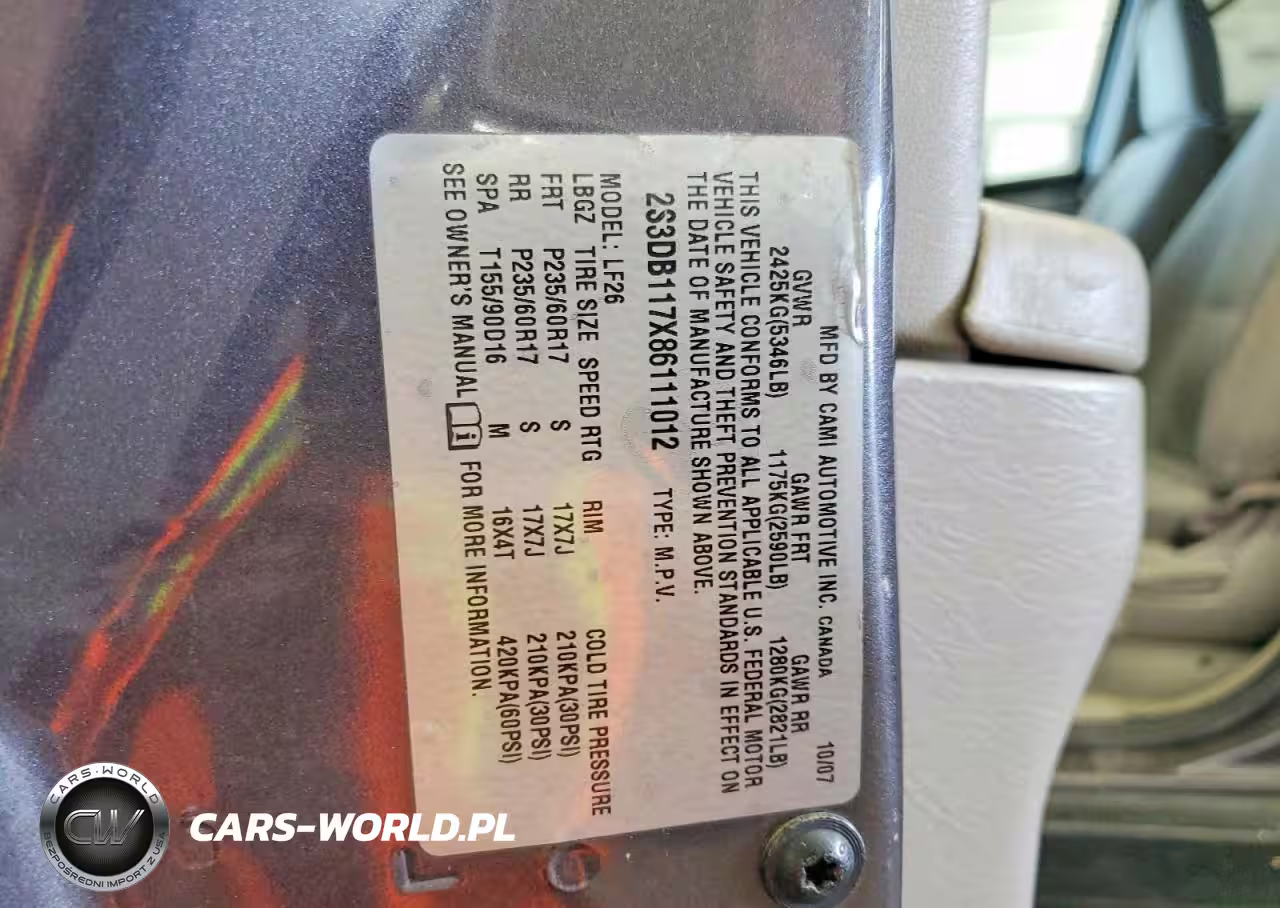 MFD BY CAMI AUTOMOTIVE INC. CANADA 10/07
GVWR GAWR FRT GAWR RR
2425KG(5346LB) 1175KG(2590LB) 1280KG(2821LB)
THIS VEHICLE CONFORMS TO ALL APPLICABLE U.S. FEDERAL MOTOR
VEHICLE SAFETY AND THEFT PREVENTION STANDARDS IN EFFECT ON
THE DATE OF MANUFACTURE SHOWN ABOVE.
2S3DB117X86111012 TYPE: M.P.V.
MODEL: LF26
LBGZ TIRE SIZE SPEED RTG RIM COLD TIRE PRESSURE
FRT P235/60R17 S 17X7J 210KPA(30PSI)
RR P235/60R17 S 17X7J 210KPA(30PSI)
SPA T155/90D16 M 16X4T 420KPA(60PSI)
SEE OWNER'S MANUAL FOR MORE INFORMATION.
CARS-WORLD
CW
BEZPOŚREDNI IMPORT Z USA
CARS-WORLD.PL